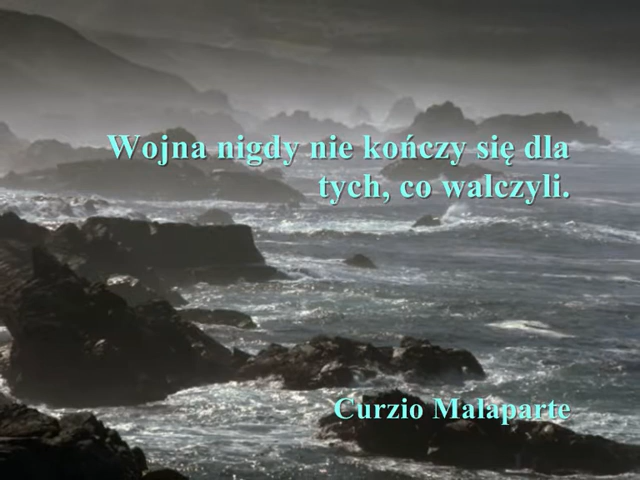 Wojna nigdy nie kończy się dla
tych, co walczyli.
Curzio Malaparte